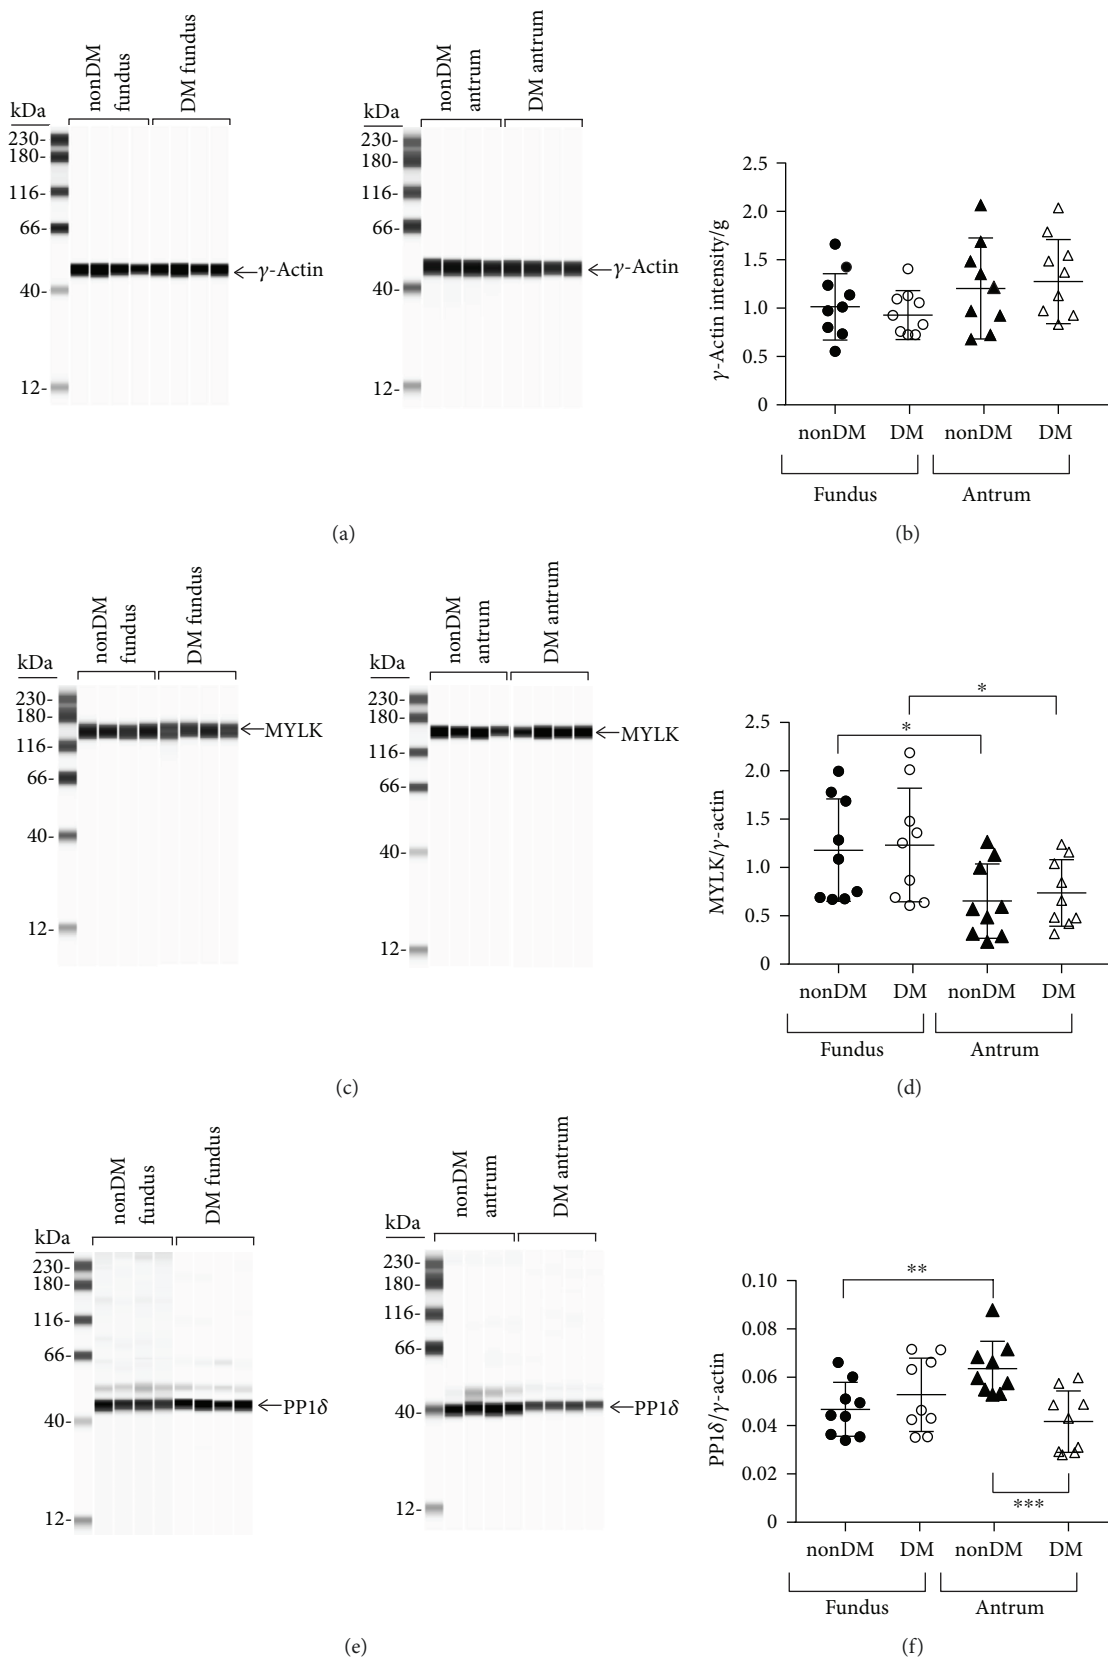 nonDM
fundus
DM fundus
kDa
230-
180-
116-
66-
40-
12-
γ-Actin
nonDM
antrum
DM antrum
kDa
230-
180-
116-
66-
40-
12-
γ-Actin
(a)
γ-Actin intensity/g
2.5
2.0
1.5
1.0
0.5
0
nonDM DM nonDM DM
Fundus Antrum
(b)
nonDM
fundus
DM fundus
kDa
230-
180-
116-
66-
40-
12-
MYLK
nonDM
antrum
DM antrum
kDa
230-
180-
116-
66-
40-
12-
MYLK
(c)
MYLK/γ-actin
*
*
2.5
2.0
1.5
1.0
0.5
0
nonDM DM nonDM DM
Fundus Antrum
(d)
nonDM
fundus
DM fundus
kDa
230-
180-
116-
66-
40-
12-
PP1δ
nonDM
antrum
DM antrum
kDa
230-
180-
116-
66-
40-
12-
PP1δ
(e)
PP1δ/γ-actin
**
0.10
0.08
0.06
0.04
0.02
0
***
nonDM DM nonDM DM
Fundus Antrum
(f)